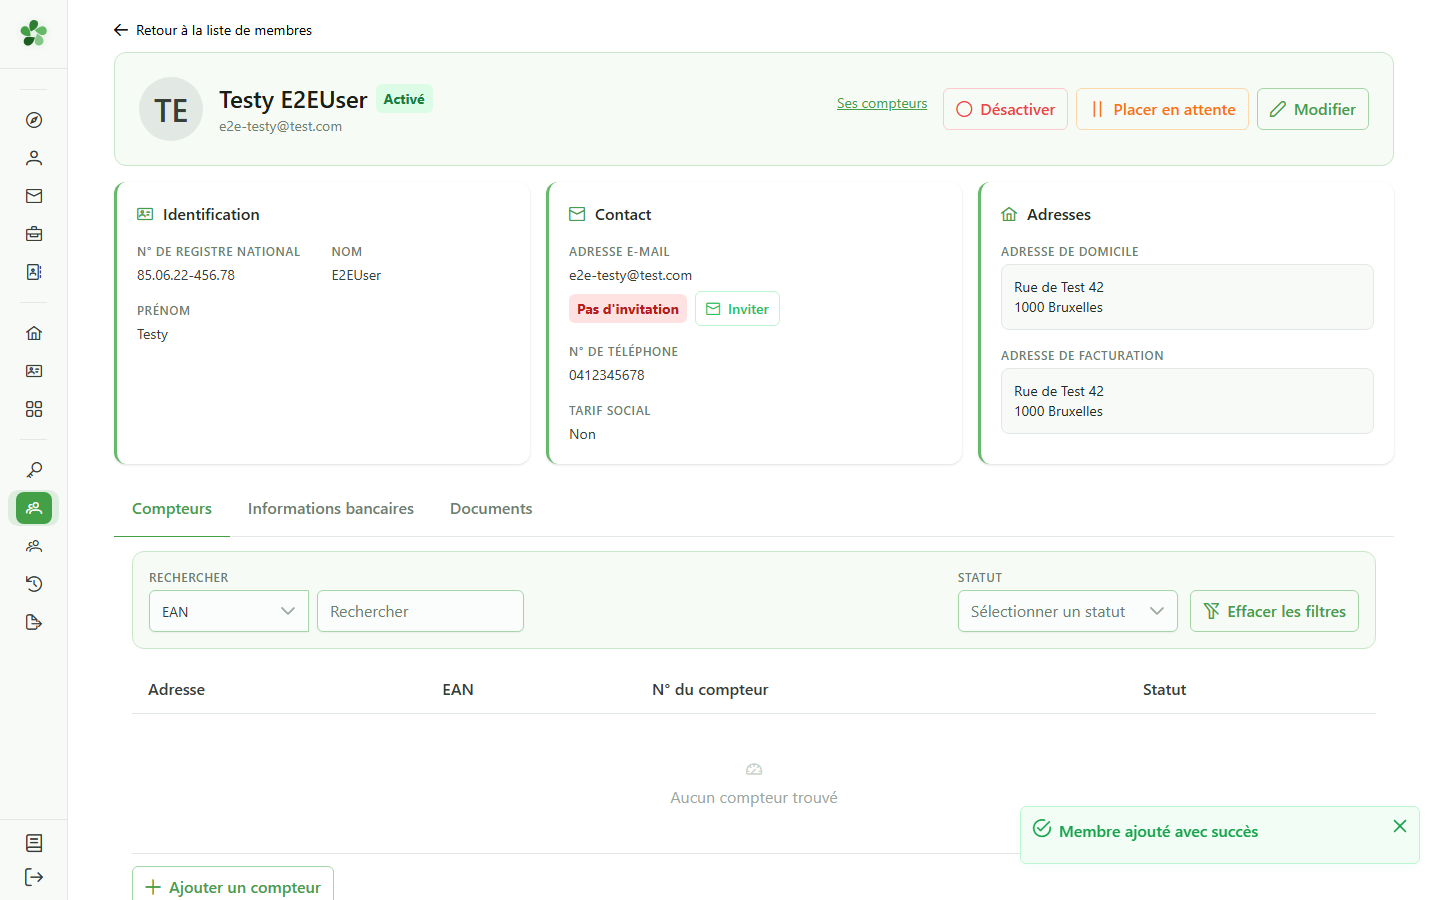 Retour à la liste de membres
TE
Testy E2EUser
Activé
e2e-testy@test.com
Ses compteurs
Désactiver
Placer en attente
Modifier
Identification
N° DE REGISTRE NATIONAL
NOM
85.06.22-456.78
E2EUser
PRÉNOM
Testy
Contact
ADRESSE E-MAIL
e2e-testy@test.com
Pas d'invitation
Inviter
N° DE TÉLÉPHONE
0412345678
TARIF SOCIAL
Non
Adresses
ADRESSE DE DOMICILE
Rue de Test 42
1000 Bruxelles
ADRESSE DE FACTURATION
Rue de Test 42
1000 Bruxelles
Compteurs
Informations bancaires
Documents
RECHERCHER
EAN
Rechercher
STATUT
Sélectionner un statut
Effacer les filtres
Adresse
EAN
N° du compteur
Statut
Aucun compteur trouvé
Membre ajouté avec succès
Ajouter un compteur